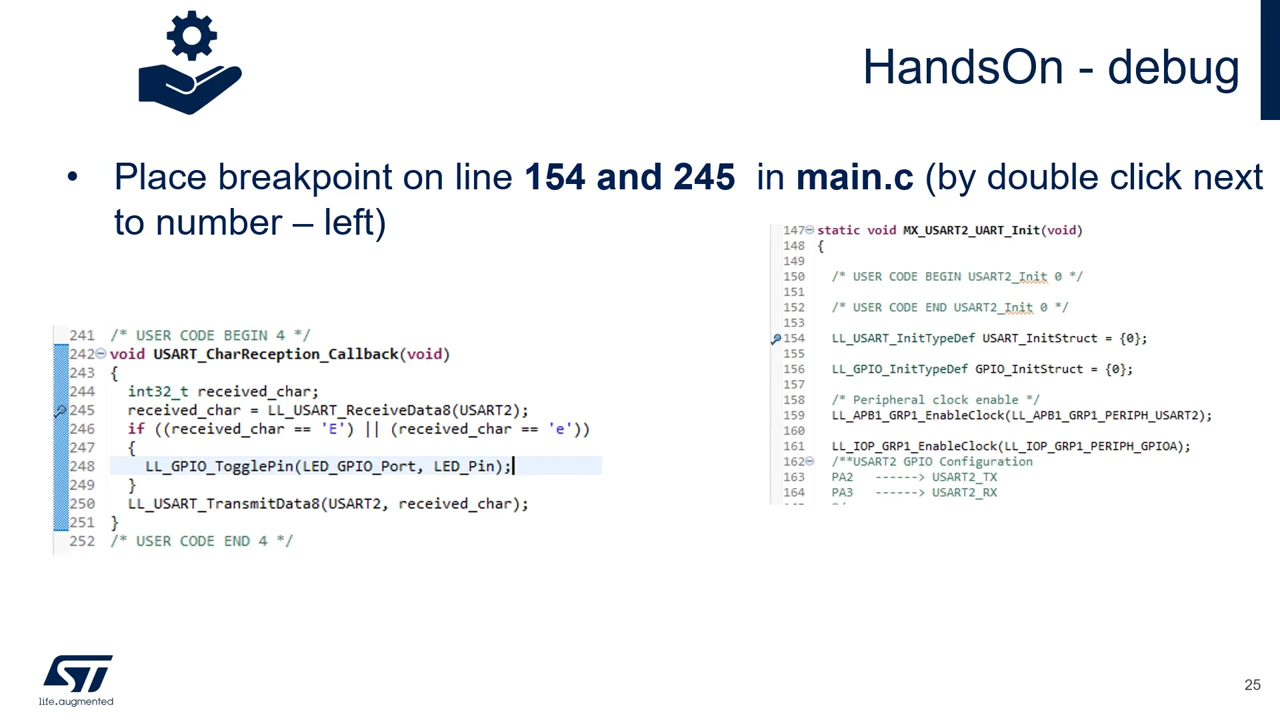 HandsOn - debug
• Place breakpoint on line 154 and 245 in main.c (by double click next
to number – left)
241 /* USER CODE BEGIN 4 */
242 void USART_CharReception_Callback(void)
243 {
244 int32_t received_char;
245 received_char = LL_USART_ReceiveData8(USART2);
246 if ((received_char == 'E') || (received_char == 'e'))
247 {
248 LL_GPIO_TogglePin(LED_GPIO_Port, LED_Pin);
249 }
250 LL_USART_TransmitData8(USART2, received_char);
251 }
252 /* USER CODE END 4 */
147 static void MX_USART2_UART_Init(void)
148 {
149
150 /* USER CODE BEGIN USART2_Init 0 */
151
152 /* USER CODE END USART2_Init 0 */
153
154 LL_USART_InitTypeDef USART_InitStruct = {0};
155
156 LL_GPIO_InitTypeDef GPIO_InitStruct = {0};
157
158 /* Peripheral clock enable */
159 LL_APB1_GRP1_EnableClock(LL_APB1_GRP1_PERIPH_USART2);
160
161 LL_IOP_GRP1_EnableClock(LL_IOP_GRP1_PERIPH_GPIOA);
162 /**USART2 GPIO Configuration
163 PA2 ------> USART2_TX
164 PA3 ------> USART2_RX
ST
life.augmented
25